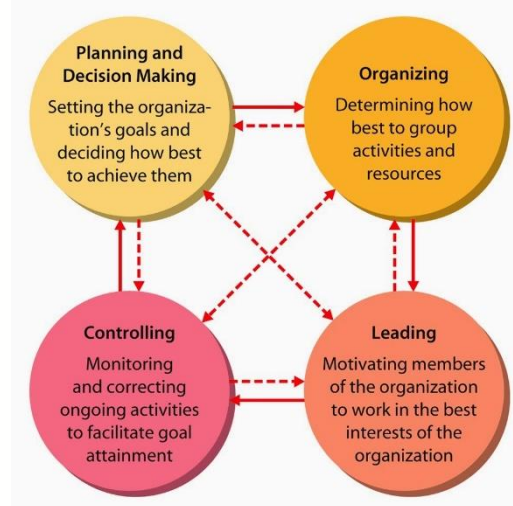 Planning and
Decision Making
Setting the organiza-
tion's goals and
deciding how best
to achieve them
Organizing
Determining how
best to group
activities and
resources
Controlling
Monitoring
and correcting
ongoing activities
to facilitate goal
attainment
Leading
Motivating members
of the organization
to work in the best
interests of the
organization